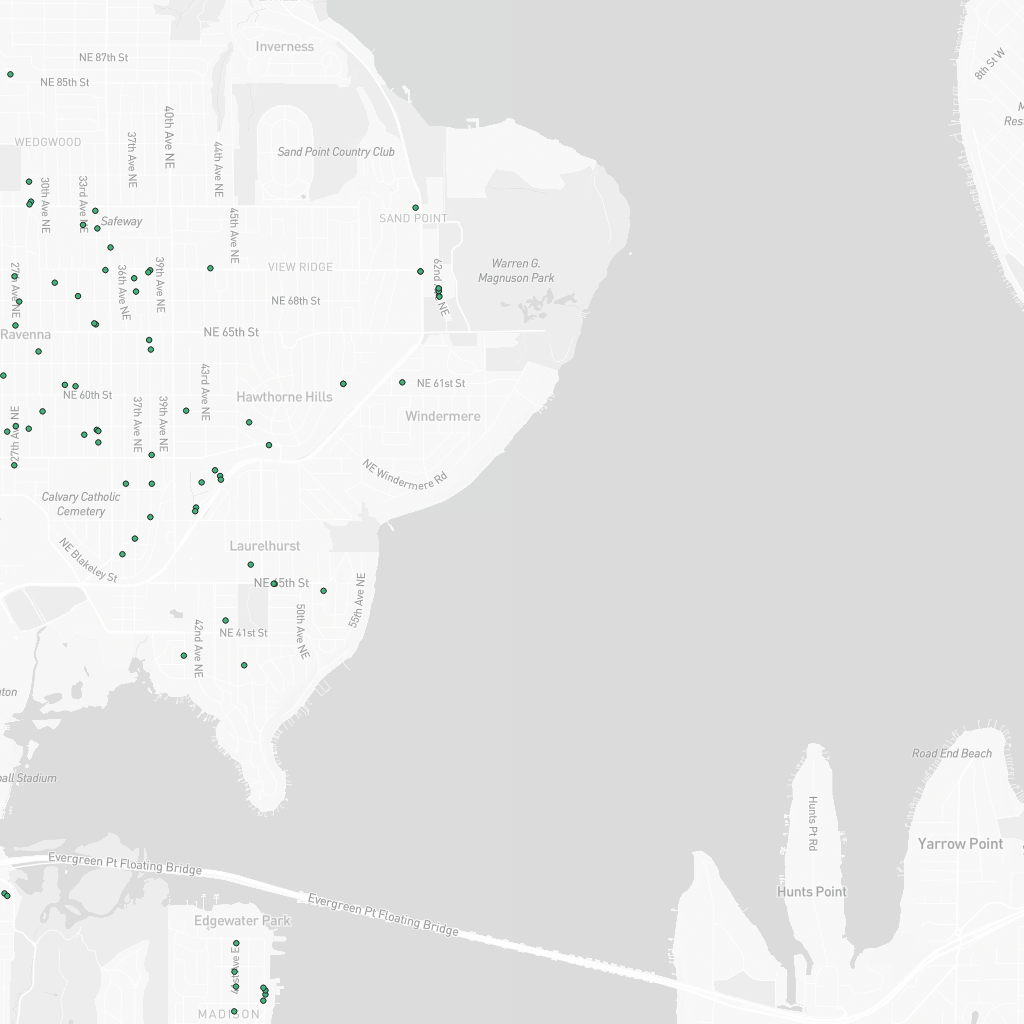 Inverness
NE 87th St
8th St W
NE 85th St
40th Ave NE
WEDGWOOD
37th Ave NE
44th Ave NE
Sand Point Country Club
30th Ave NE
33rd Ave NE
Safeway
45th Ave NE
SAND POINT
27th Ave NE
36th Ave NE
39th Ave NE
VIEW RIDGE
62nd
NE
Warren G.
Magnuson Park
NE 68th St
Ravenna
NE 65th St
43rd Ave NE
NE 60th St
NE 61st St
Hawthorne Hills
Windermere
27th Ave NE
37th Ave NE
39th Ave NE
NE Windermere Rd
Calvary Catholic
Cemetery
NE Blakeley St
Laurelhurst
NE 45th St
50th Ave NE
55th Ave NE
NE 41st St
42nd Ave NE
Stadium
Road End Beach
Hunts Pt Rd
Yarrow Point
Evergreen Pt Floating Bridge
Hunts Point
Evergreen Pt Floating Bridge
Edgewater Park
MADISON